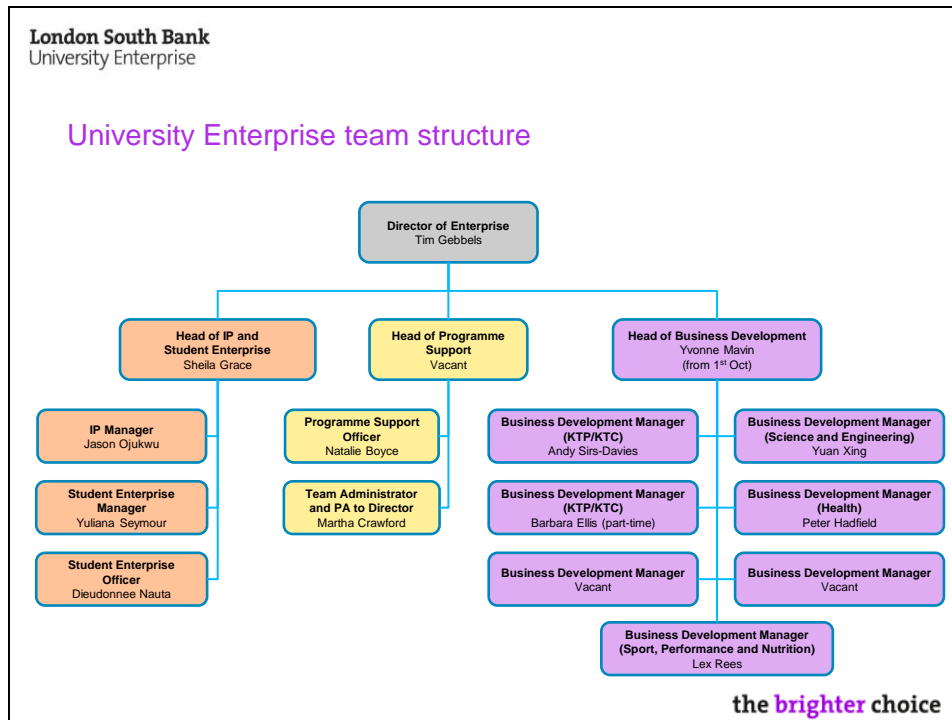 London South Bank
University Enterprise
University Enterprise team structure
Director of Enterprise
Tim Gebbels
Head of IP and
Student Enterprise
Sheila Grace
Head of Programme
Support
Vacant
Head of Business Development
Yvonne Mavin
(from 1st Oct)
IP Manager
Jason Ojukwu
Programme Support
Officer
Natalie Boyce
Business Development Manager
(KTP/KTC)
Andy Sirs-Davies
Business Development Manager
(Science and Engineering)
Yuan Xing
Student Enterprise
Manager
Yuliana Seymour
Team Administrator
and PA to Director
Martha Crawford
Business Development Manager
(KTP/KTC)
Barbara Ellis (part-time)
Business Development Manager
(Health)
Peter Hadfield
Student Enterprise
Officer
Dieudonnee Nauta
Business Development Manager
Vacant
Business Development Manager
Vacant
Business Development Manager
(Sport, Performance and Nutrition)
Lex Rees
the brighter choice